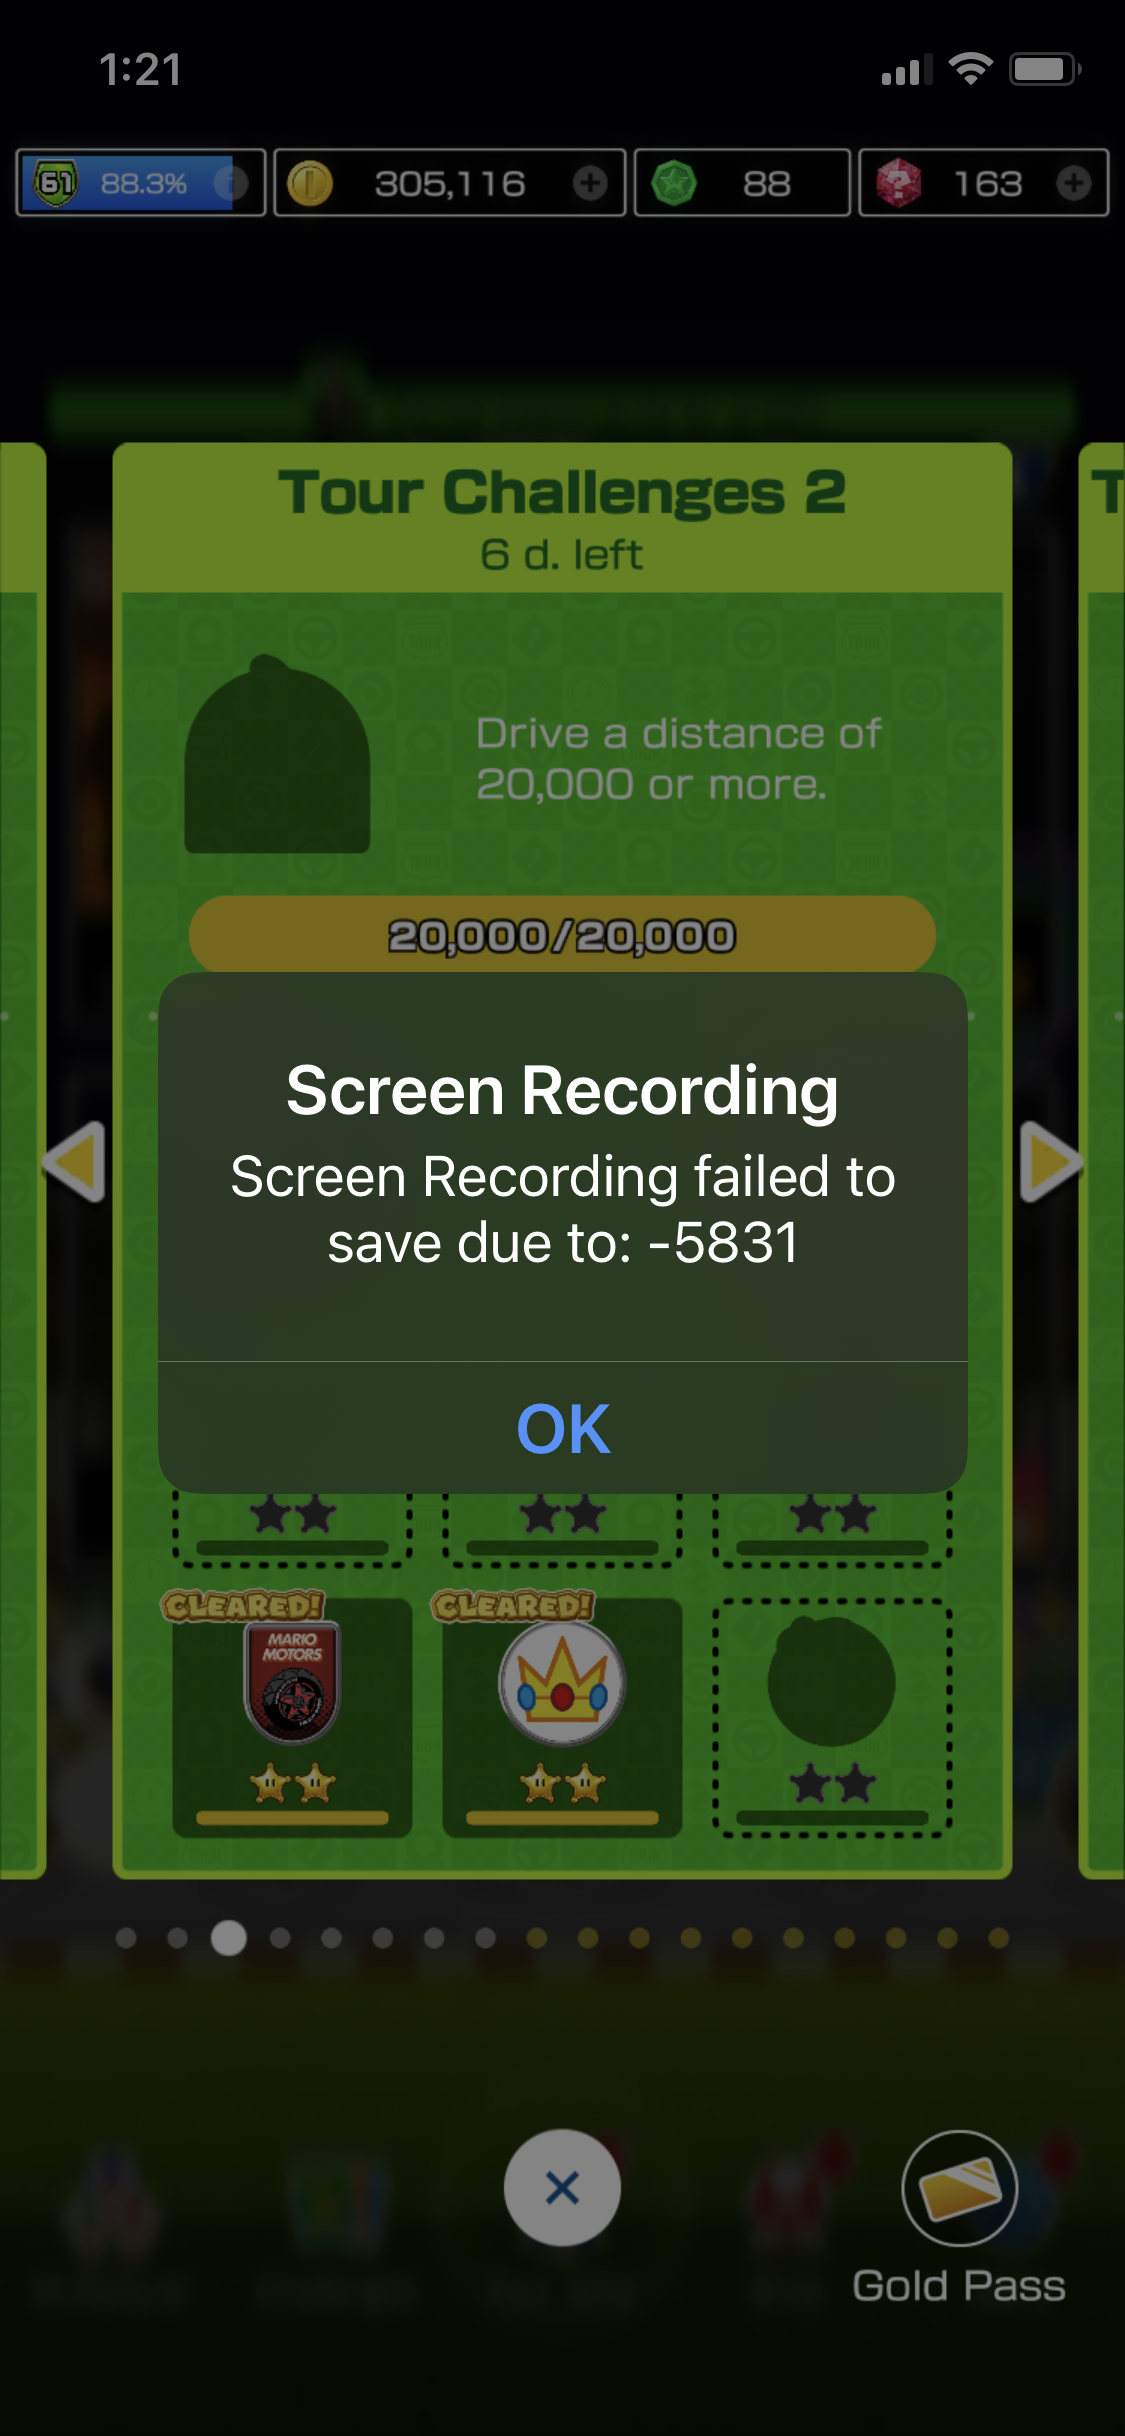 1:21
61 88.3% 305,116 88 163
Tour Challenges 2
T
6 d. left
Drive a distance of
20,000 or more.
20,000/20,000
Screen Recording
Screen Recording failed to
save due to: -5831
OK
CLEARED! CLEARED!
MARIO
MOTORS
Gold Pass